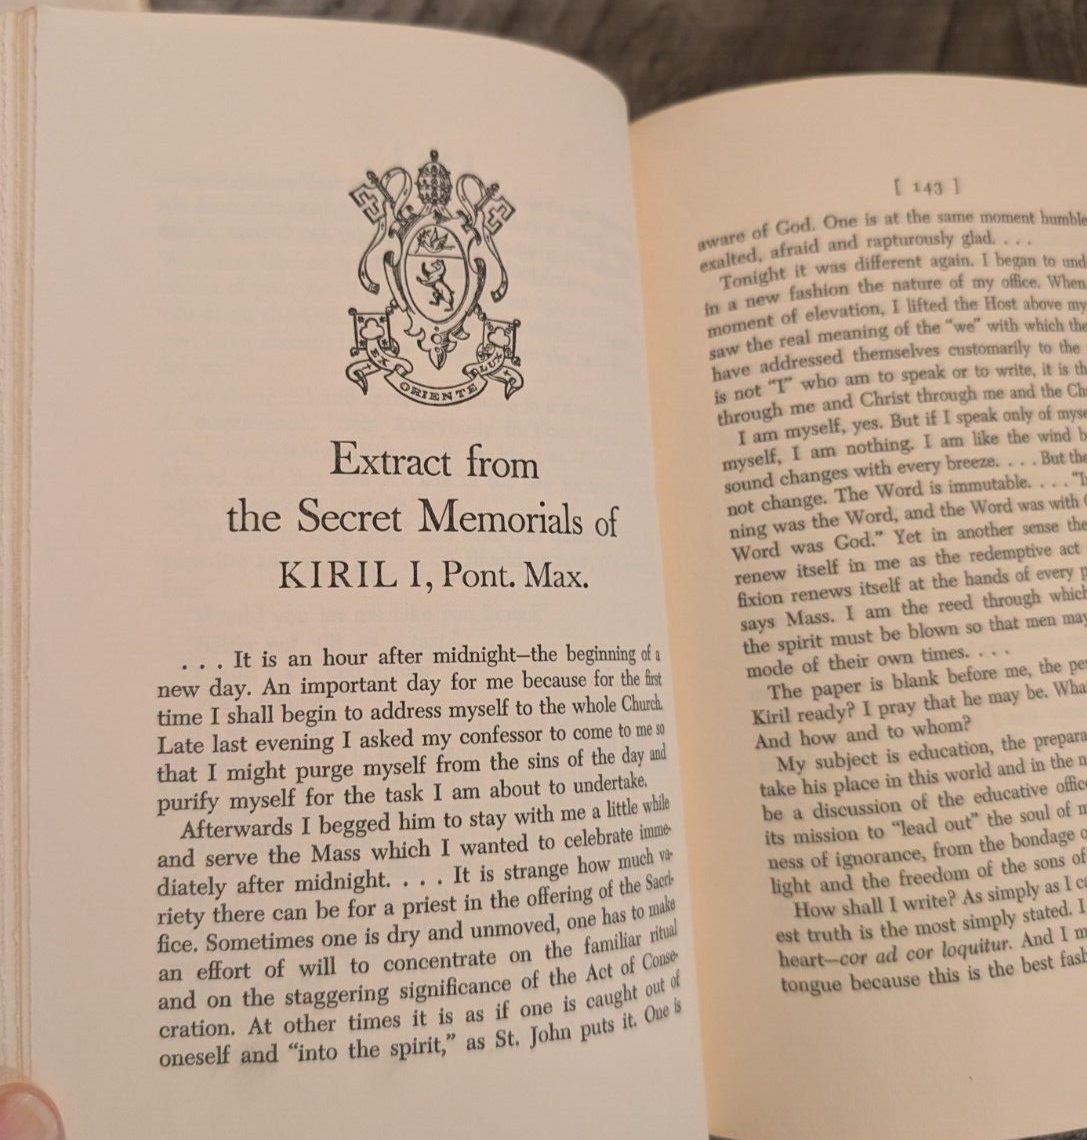 EX ORIENTE LUX
Extract from
the Secret Memorials of
KIRIL I, Pont. Max.
. . . It is an hour after midnight—the beginning of a
new day. An important day for me because for the first
time I shall begin to address myself to the whole Church.
Late last evening I asked my confessor to come to me so
that I might purge myself from the sins of the day and
purify myself for the task I am about to undertake.
Afterwards I begged him to stay with me a little while
and serve the Mass which I wanted to celebrate imme-
diately after midnight. . . . It is strange how much va-
riety there can be for a priest in the offering of the Sacri-
fice. Sometimes one is dry and unmoved, one has to make
an effort of will to concentrate on the familiar ritual
and on the staggering significance of the Act of Conse-
cration. At other times it is as if one is caught out of
oneself and “into the spirit,” as St. John puts it. One is
[ 143 ]
aware of God. One is at the same moment humble
exalted, afraid and rapturously glad. . . .
Tonight it was different again. I began to und
in a new fashion the nature of my office. When
moment of elevation, I lifted the Host above my
saw the real meaning of the “we” with which the
have addressed themselves customarily to the
is not “I” who am to speak or to write, it is th
through me and Christ through me and the Ch
I am myself, yes. But if I speak only of myse
myself, I am nothing. I am like the wind b
sound changes with every breeze. . . . But the
not change. The Word is immutable. . . . “I
ning was the Word, and the Word was with
Word was God.” Yet in another sense the
renew itself in me as the redemptive act
fixion renews itself at the hands of every p
says Mass. I am the reed through which
the spirit must be blown so that men may
mode of their own times. . . .
The paper is blank before me, the pe
Kiril ready? I pray that he may be. Wha
And how and to whom?
My subject is education, the prepara
take his place in this world and in the n
be a discussion of the educative offic
its mission to “lead out” the soul of m
ness of ignorance, from the bondage o
light and the freedom of the sons of
How shall I write? As simply as I ca
est truth is the most simply stated. I
heart—cor ad cor loquitur. And I m
tongue because this is the best fash